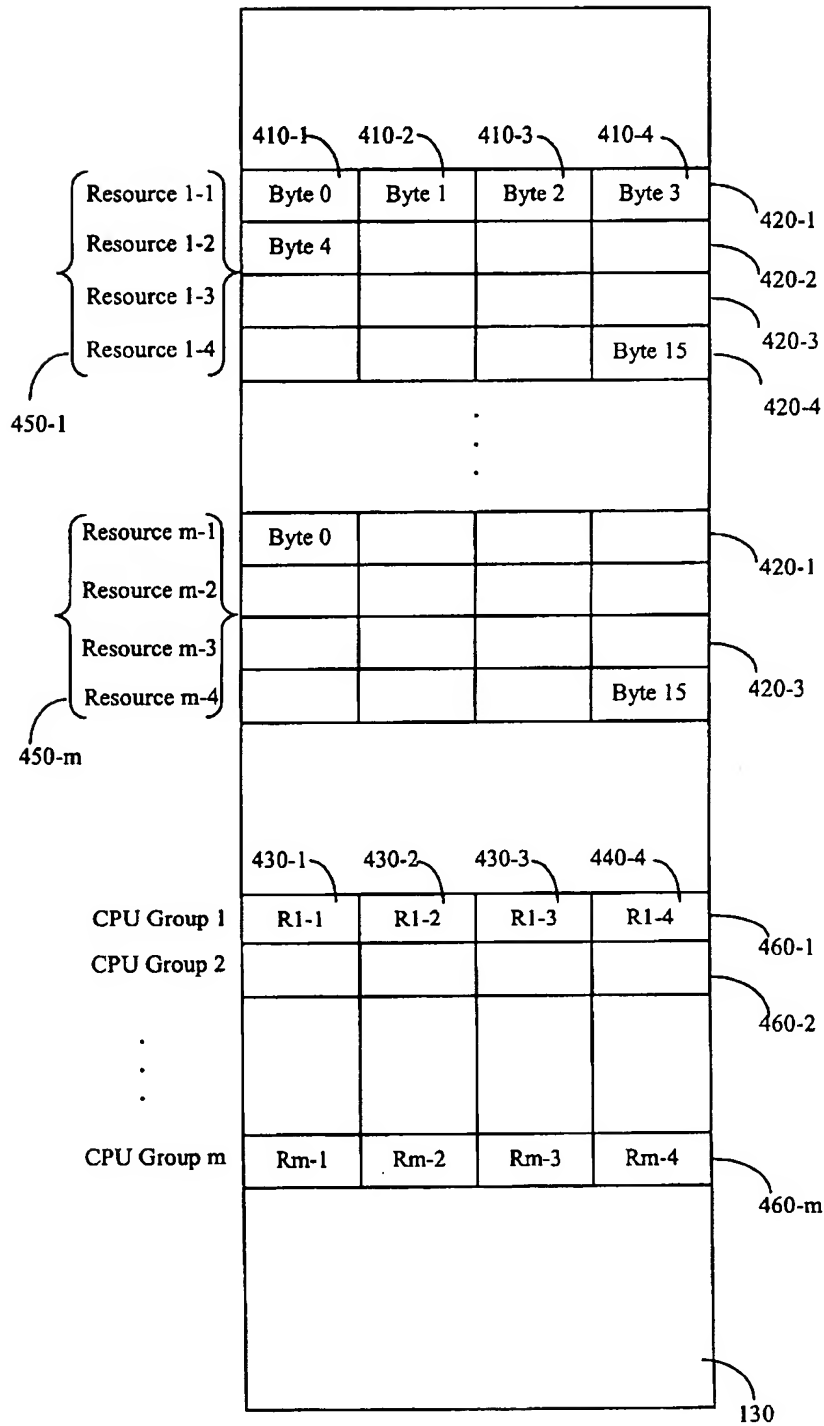 410-1 410-2 410-3 410-4
Resource 1-1 Byte 0 Byte 1 Byte 2 Byte 3
420-1
Resource 1-2 Byte 4
420-2
Resource 1-3
420-3
Resource 1-4 Byte 15
420-4
450-1
Resource m-1 Byte 0
420-1
Resource m-2
Resource m-3
420-3
Resource m-4 Byte 15
450-m
430-1 430-2 430-3 440-4
CPU Group 1 R1-1 R1-2 R1-3 R1-4
460-1
CPU Group 2
460-2
CPU Group m Rm-1 Rm-2 Rm-3 Rm-4
460-m
130